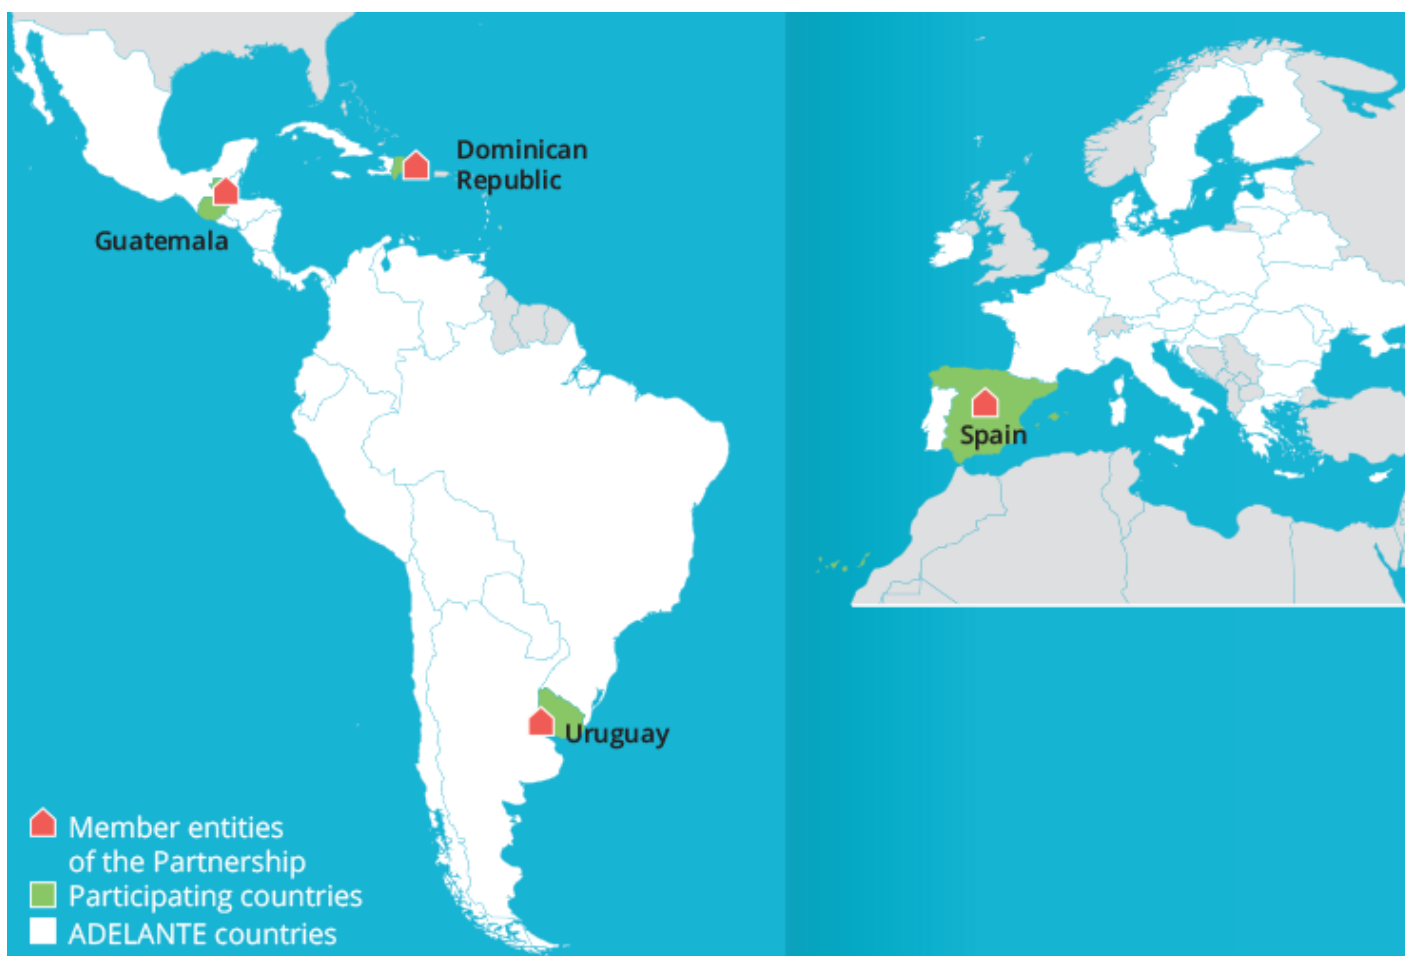 Dominican
Republic
Guatemala
Spain
Uruguay
Member entities
of the Partnership
Participating countries
ADELANTE countries